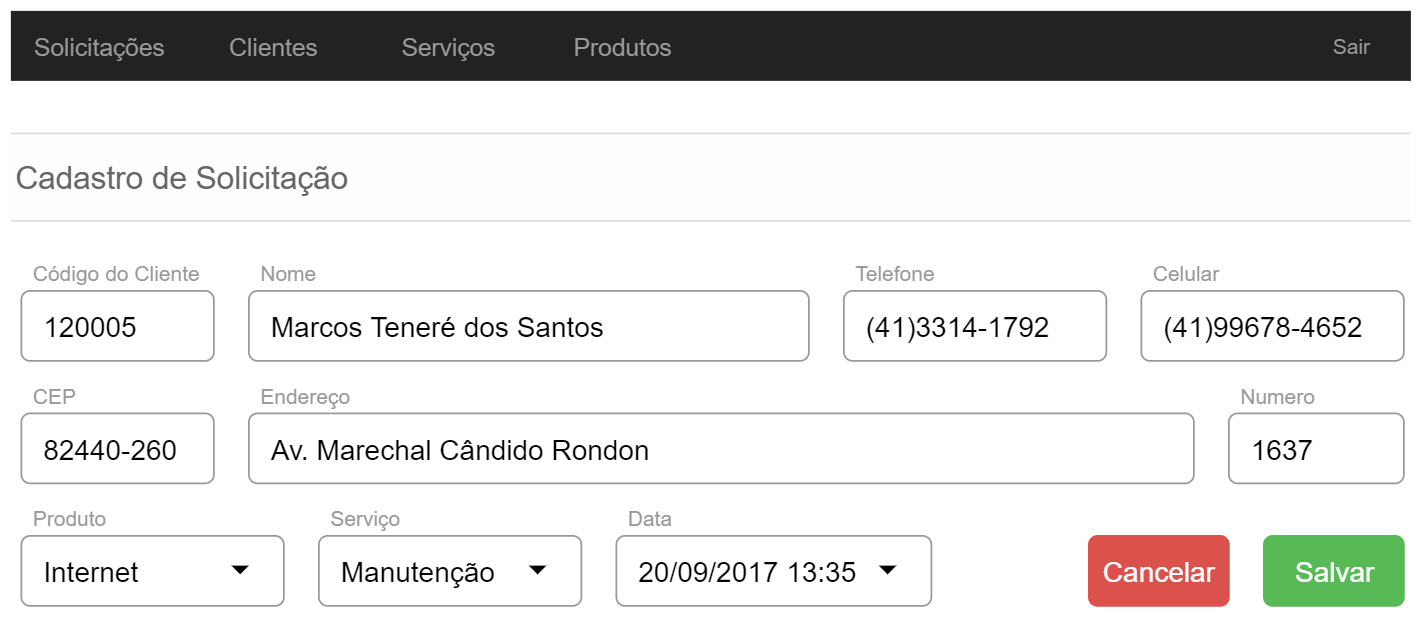 Solicitações Clientes Serviços Produtos Sair
Cadastro de Solicitação
Código do Cliente Nome Telefone Celular
120005 Marcos Teneré dos Santos (41)3314-1792 (41)99678-4652
CEP Endereço Numero
82440-260 Av. Marechal Cândido Rondon 1637
Produto Serviço Data
Internet Manutenção 20/09/2017 13:35 Cancelar Salvar